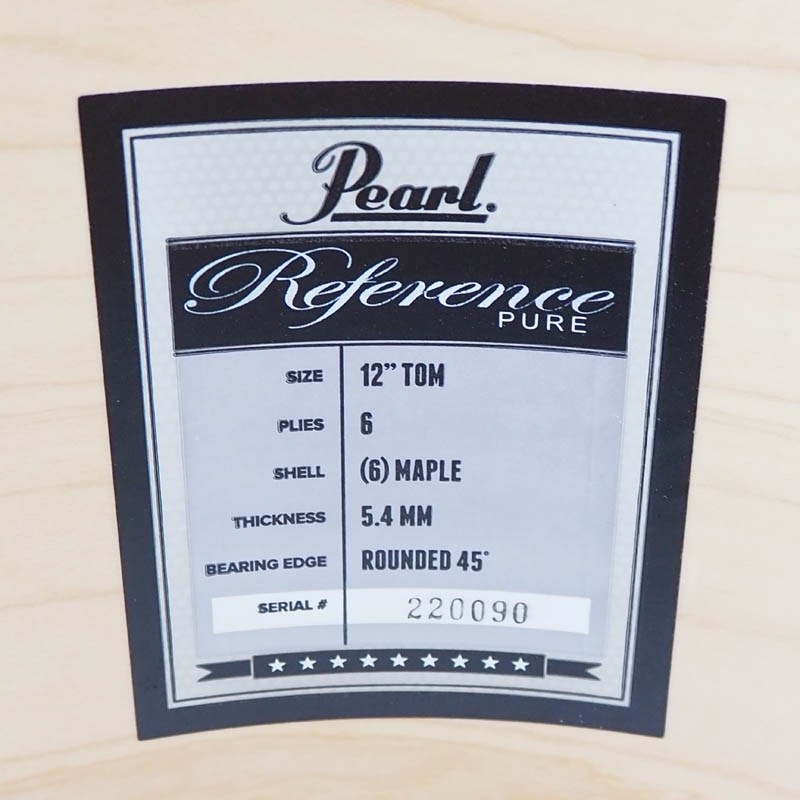 Pearl.
Reference
PURE
SIZE 12” TOM
PLIES 6
SHELL (6) MAPLE
THICKNESS 5.4 MM
BEARING EDGE ROUNDED 45°
SERIAL # 220090